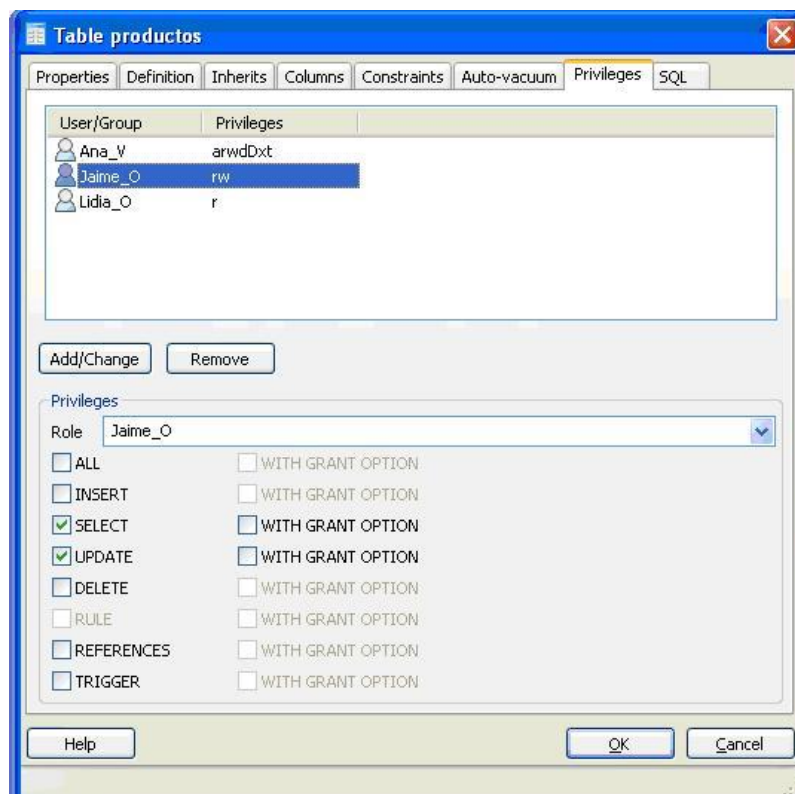 Table productos
Properties Definition Inherits Columns Constraints Auto-vacuum Privileges SQL
User/Group Privileges
Ana_V arwdDxt
Jaime_O rw
Lidia_O r
Add/Change Remove
Privileges
Role Jaime_O
ALL WITH GRANT OPTION
INSERT WITH GRANT OPTION
SELECT WITH GRANT OPTION
UPDATE WITH GRANT OPTION
DELETE WITH GRANT OPTION
RULE WITH GRANT OPTION
REFERENCES WITH GRANT OPTION
TRIGGER WITH GRANT OPTION
Help OK Cancel